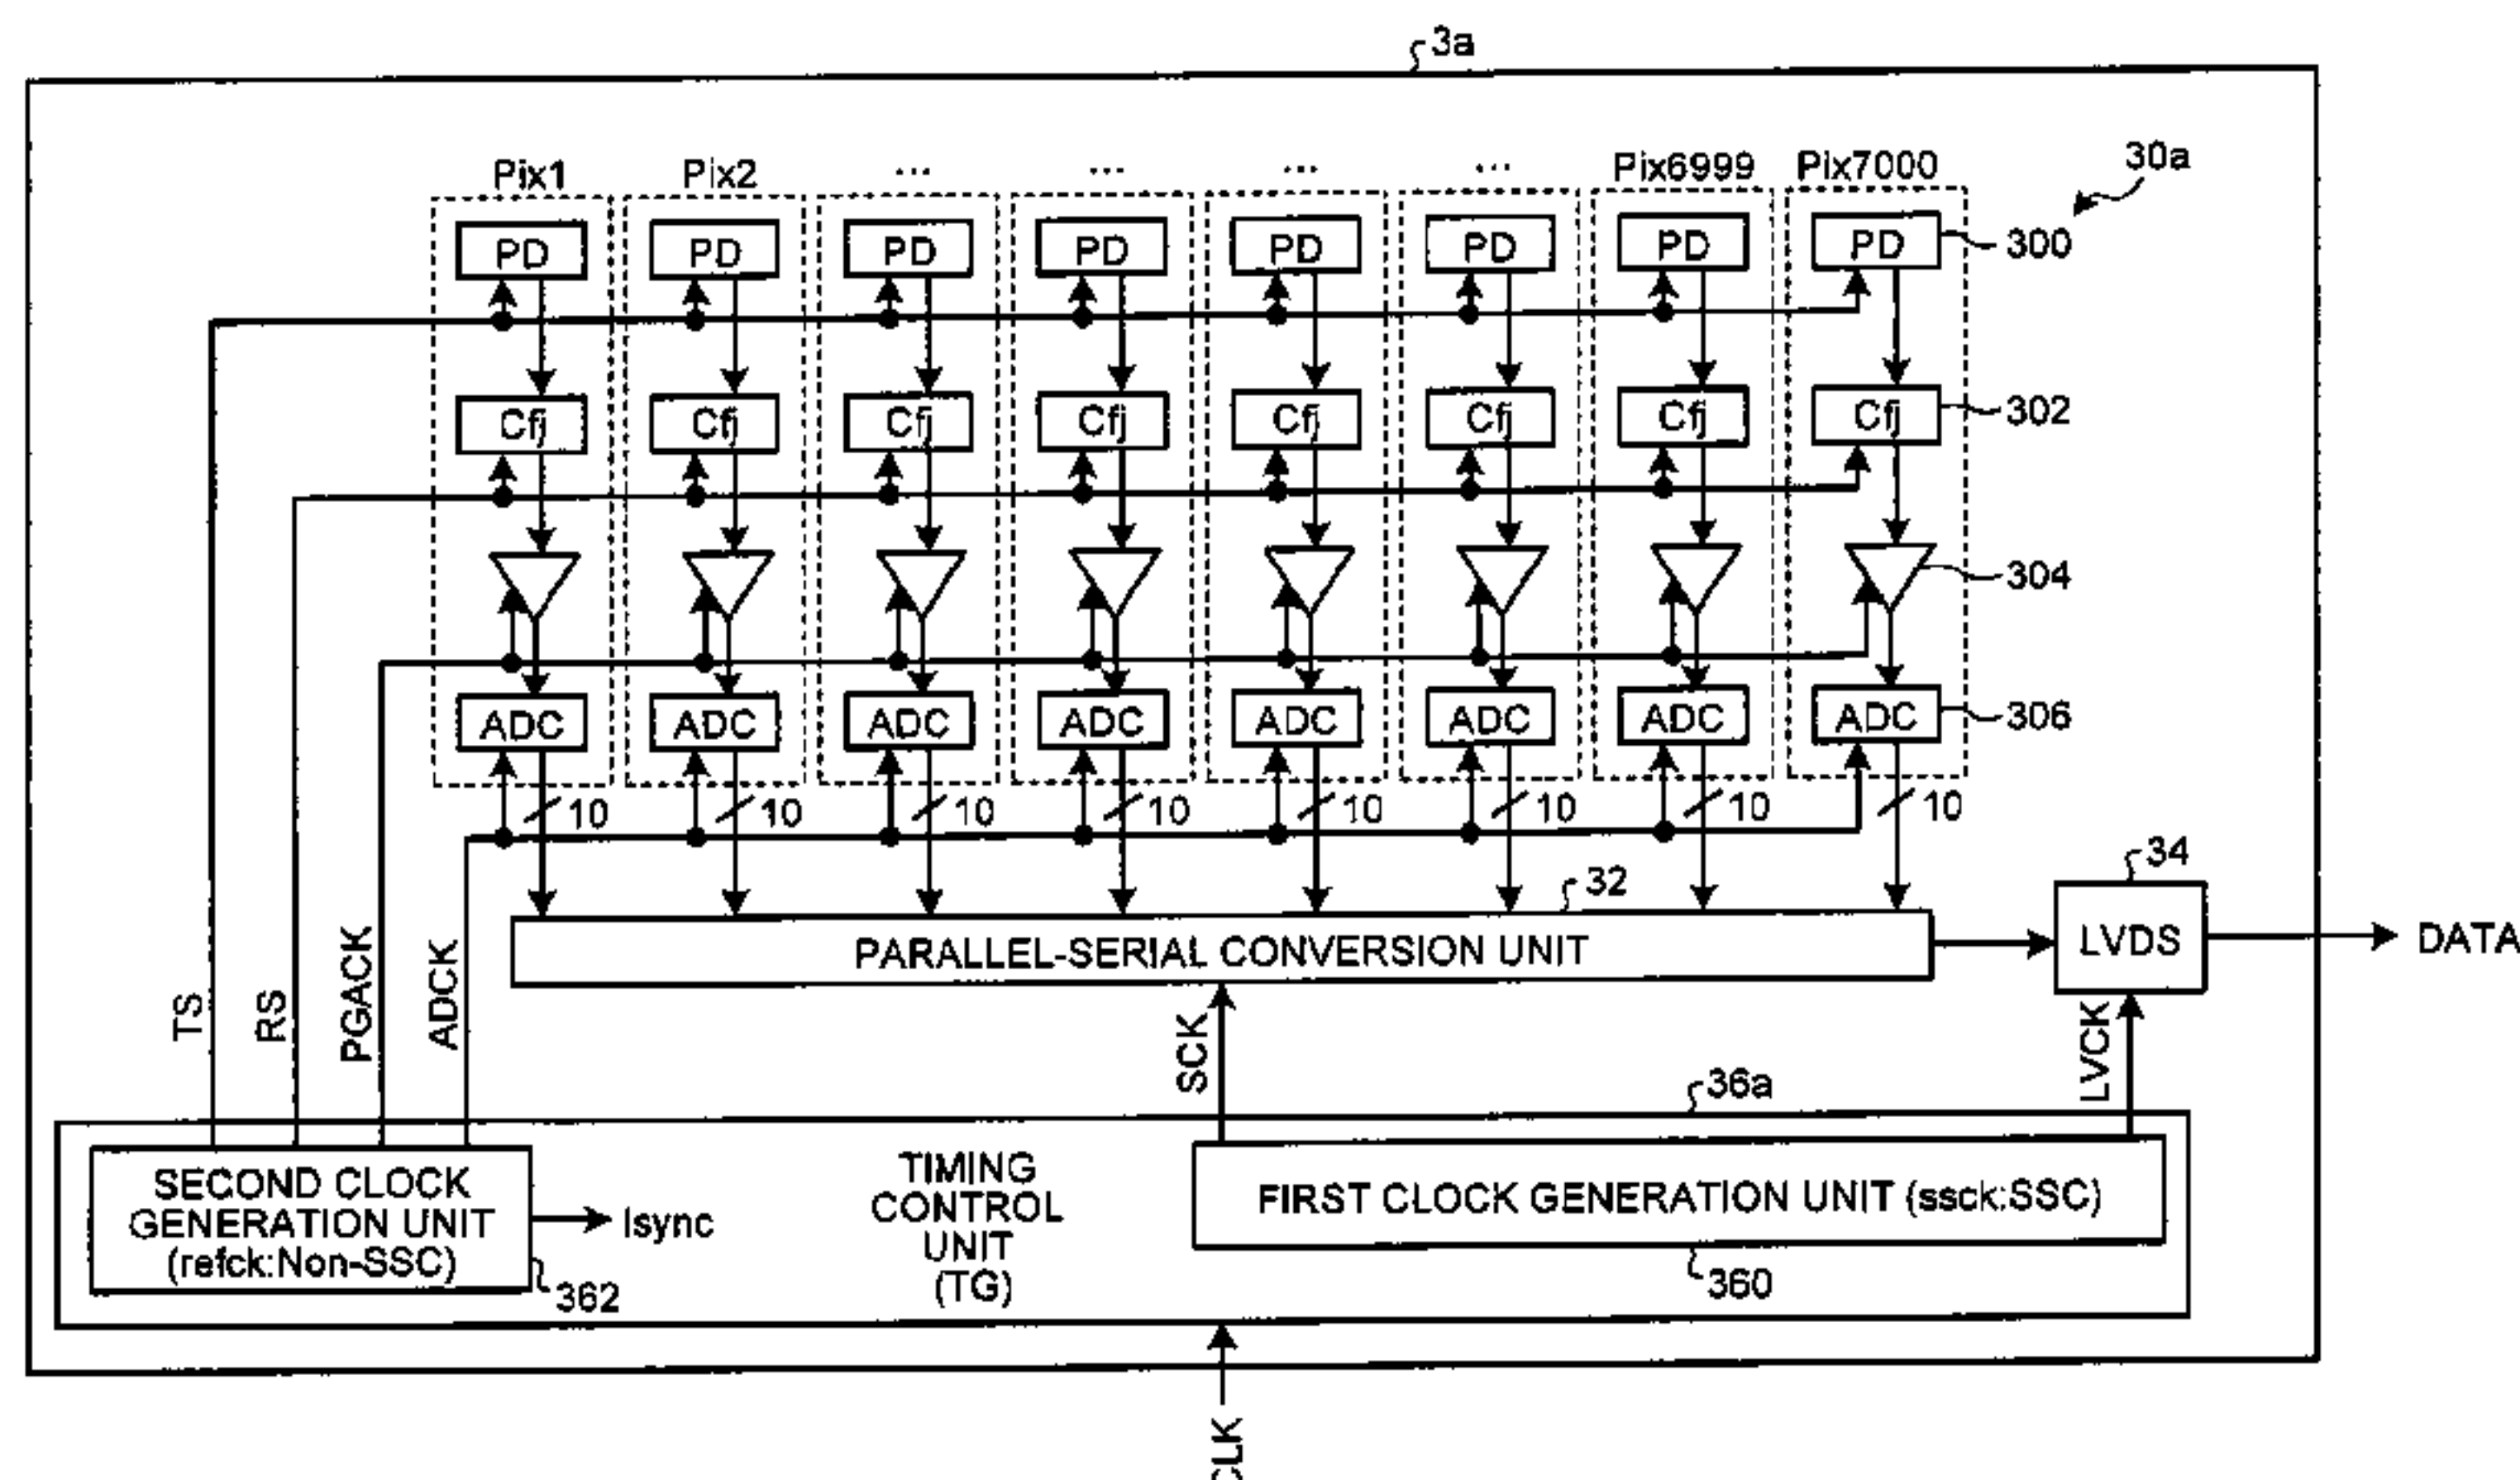 3a
Pix1 Pix2 ... ... ... ... Pix6999 Pix7000 30a
PD PD PD PD PD PD PD PD 300
Cfj Cfj Cfj Cfj Cfj Cfj Cfj Cfj 302
304
ADC ADC ADC ADC ADC ADC ADC ADC 306
10 10 10 10 10 10 10 10
32 34
PARALLEL-SERIAL CONVERSION UNIT LVDS DATA
TS RS PGACK ADCK SCK LVCK
36a
SECOND CLOCK
GENERATION UNIT
(refck:Non-SSC)
lsync
362
TIMING
CONTROL
UNIT
(TG)
FIRST CLOCK GENERATION UNIT (ssck:SSC)
360
CLK